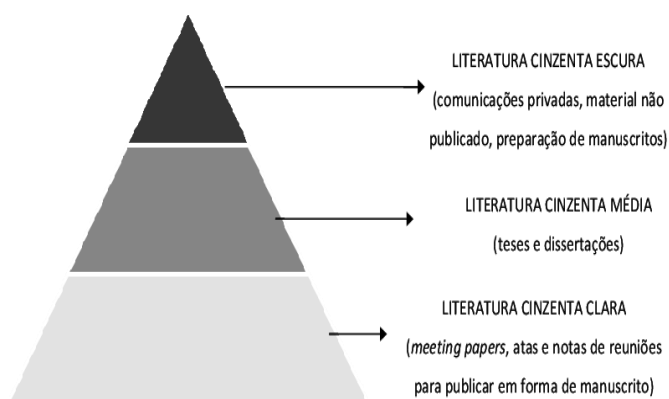 LITERATURA CINZENTA ESCURA
(comunicações privadas, material não
publicado, preparação de manuscritos)
LITERATURA CINZENTA MÉDIA
(teses e dissertações)
LITERATURA CINZENTA CLARA
(meeting papers, atas e notas de reuniões
para publicar em forma de manuscrito)